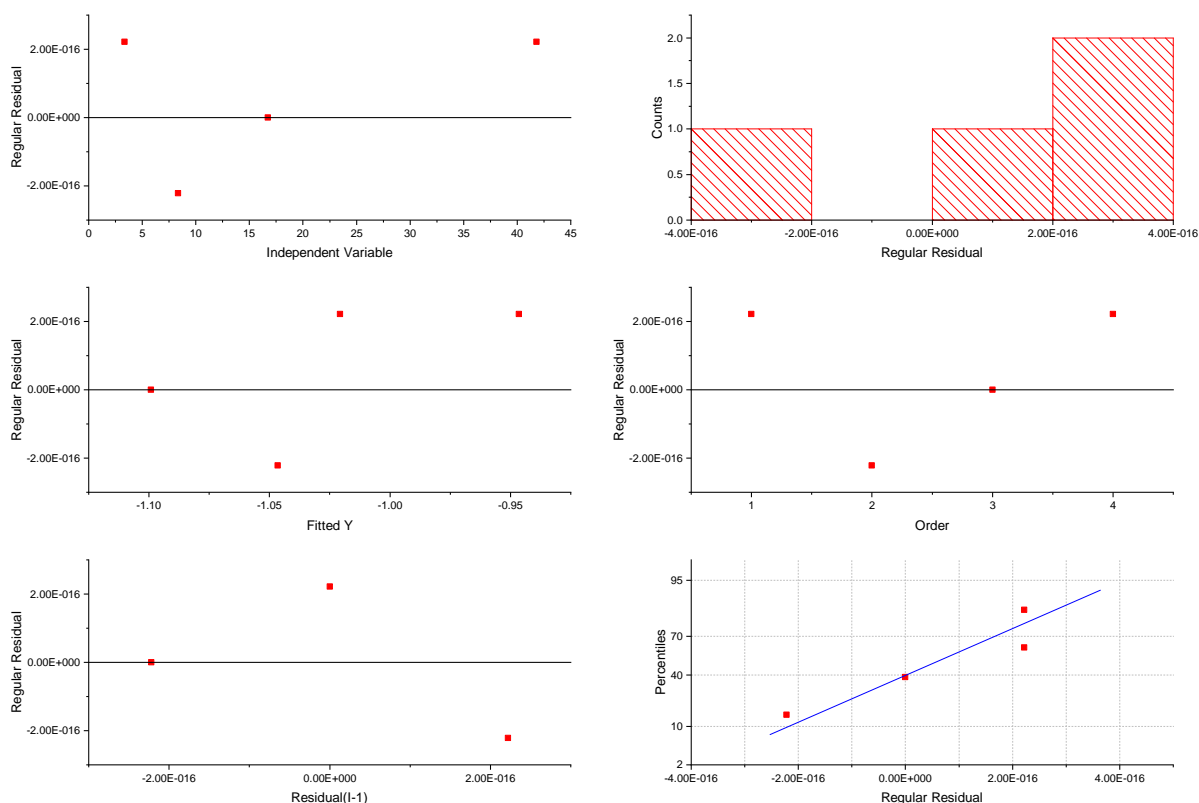 Regular Residual
2.00E-016
0.00E+000
-2.00E-016
0 5 10 15 20 25 30 35 40 45
Independent Variable
Counts
2.0
1.5
1.0
0.5
0.0
-4.00E-016 -2.00E-016 0.00E+000 2.00E-016 4.00E-016
Regular Residual
Regular Residual
2.00E-016
0.00E+000
-2.00E-016
-1.10 -1.05 -1.00 -0.95
Fitted Y
Regular Residual
2.00E-016
0.00E+000
-2.00E-016
1 2 3 4
Order
Regular Residual
2.00E-016
0.00E+000
-2.00E-016
-2.00E-016 0.00E+000 2.00E-016
Residual(I-1)
Percentiles
95
70
40
10
2
-4.00E-016 -2.00E-016 0.00E+000 2.00E-016 4.00E-016
Regular Residual